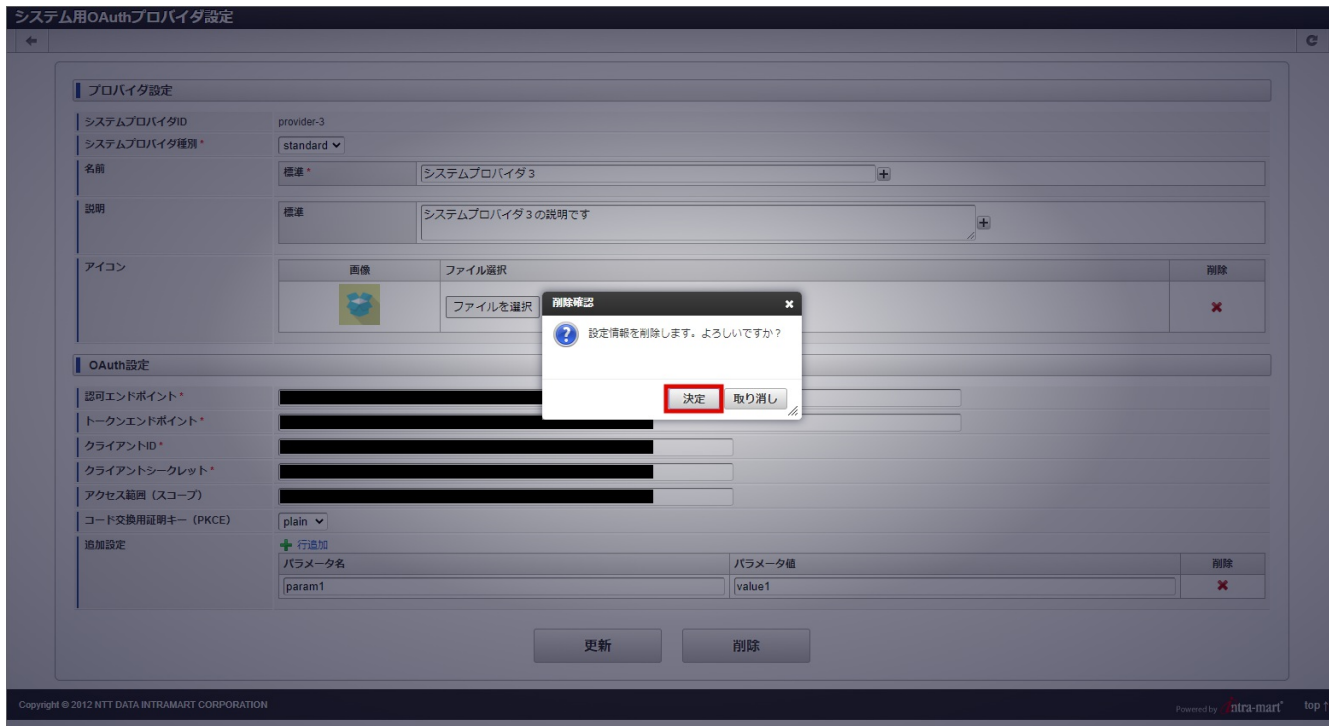 システム用OAuthプロバイダ設定
プロバイダ設定
システムプロバイダID provider-3
システムプロバイダ種別* standard
名前 標準* システムプロバイダ3
説明 標準 システムプロバイダ3の説明です
アイコン 画像 ファイル選択 削除
ファイルを選択
削除確認
設定情報を削除します。よろしいですか?
決定 取り消し
OAuth設定
認可エンドポイント*
トークンエンドポイント*
クライアントID*
クライアントシークレット*
アクセス範囲（スコープ）
コード交換用証明キー（PKCE） plain
追加設定 行追加
パラメータ名 パラメータ値 削除
param1 value1
更新 削除
Copyright © 2012 NTT DATA INTRAMART CORPORATION Powered by intra-mart top ↑